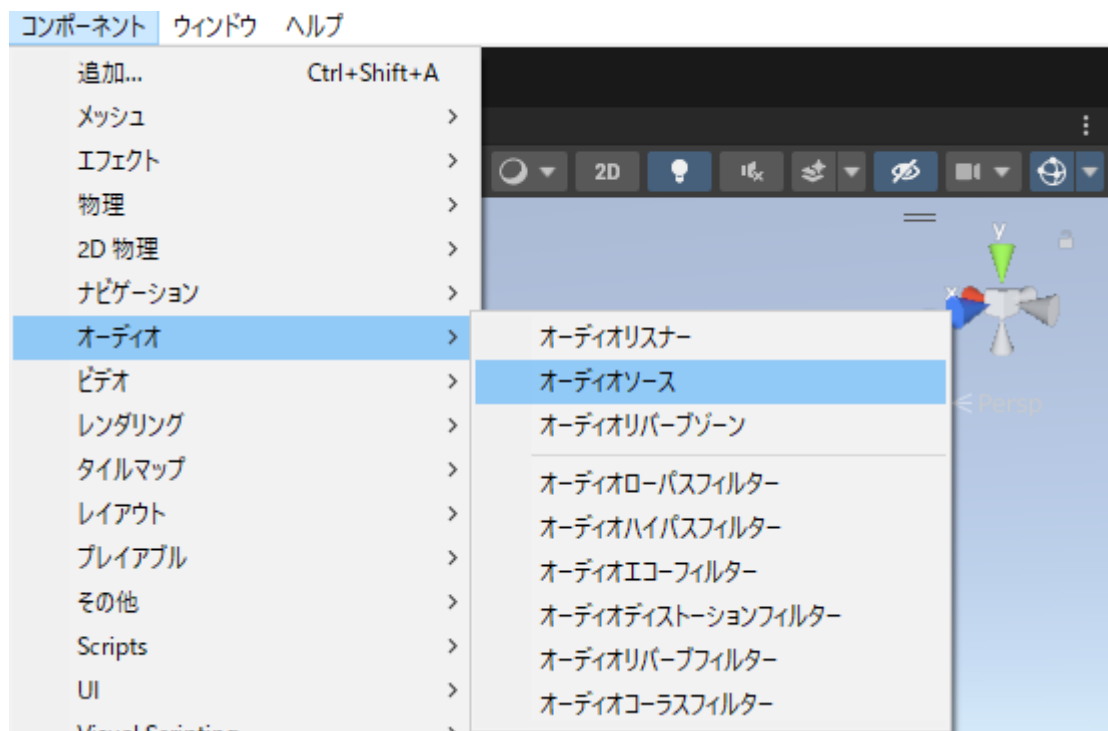 コンポーネント ウィンドウ ヘルプ
追加... Ctrl+Shift+A
メッシュ
エフェクト
物理
2D 物理
ナビゲーション
オーディオ
ビデオ
レンダリング
タイルマップ
レイアウト
プレイアブル
その他
Scripts
UI
Visual Scripting
オーディオリスナー
オーディオソース
オーディオリバーブゾーン
オーディオローパスフィルター
オーディオハイパスフィルター
オーディオエコーフィルター
オーディオディストーションフィルター
オーディオリバーブフィルター
オーディオコーラスフィルター
2D
y
x
Persp